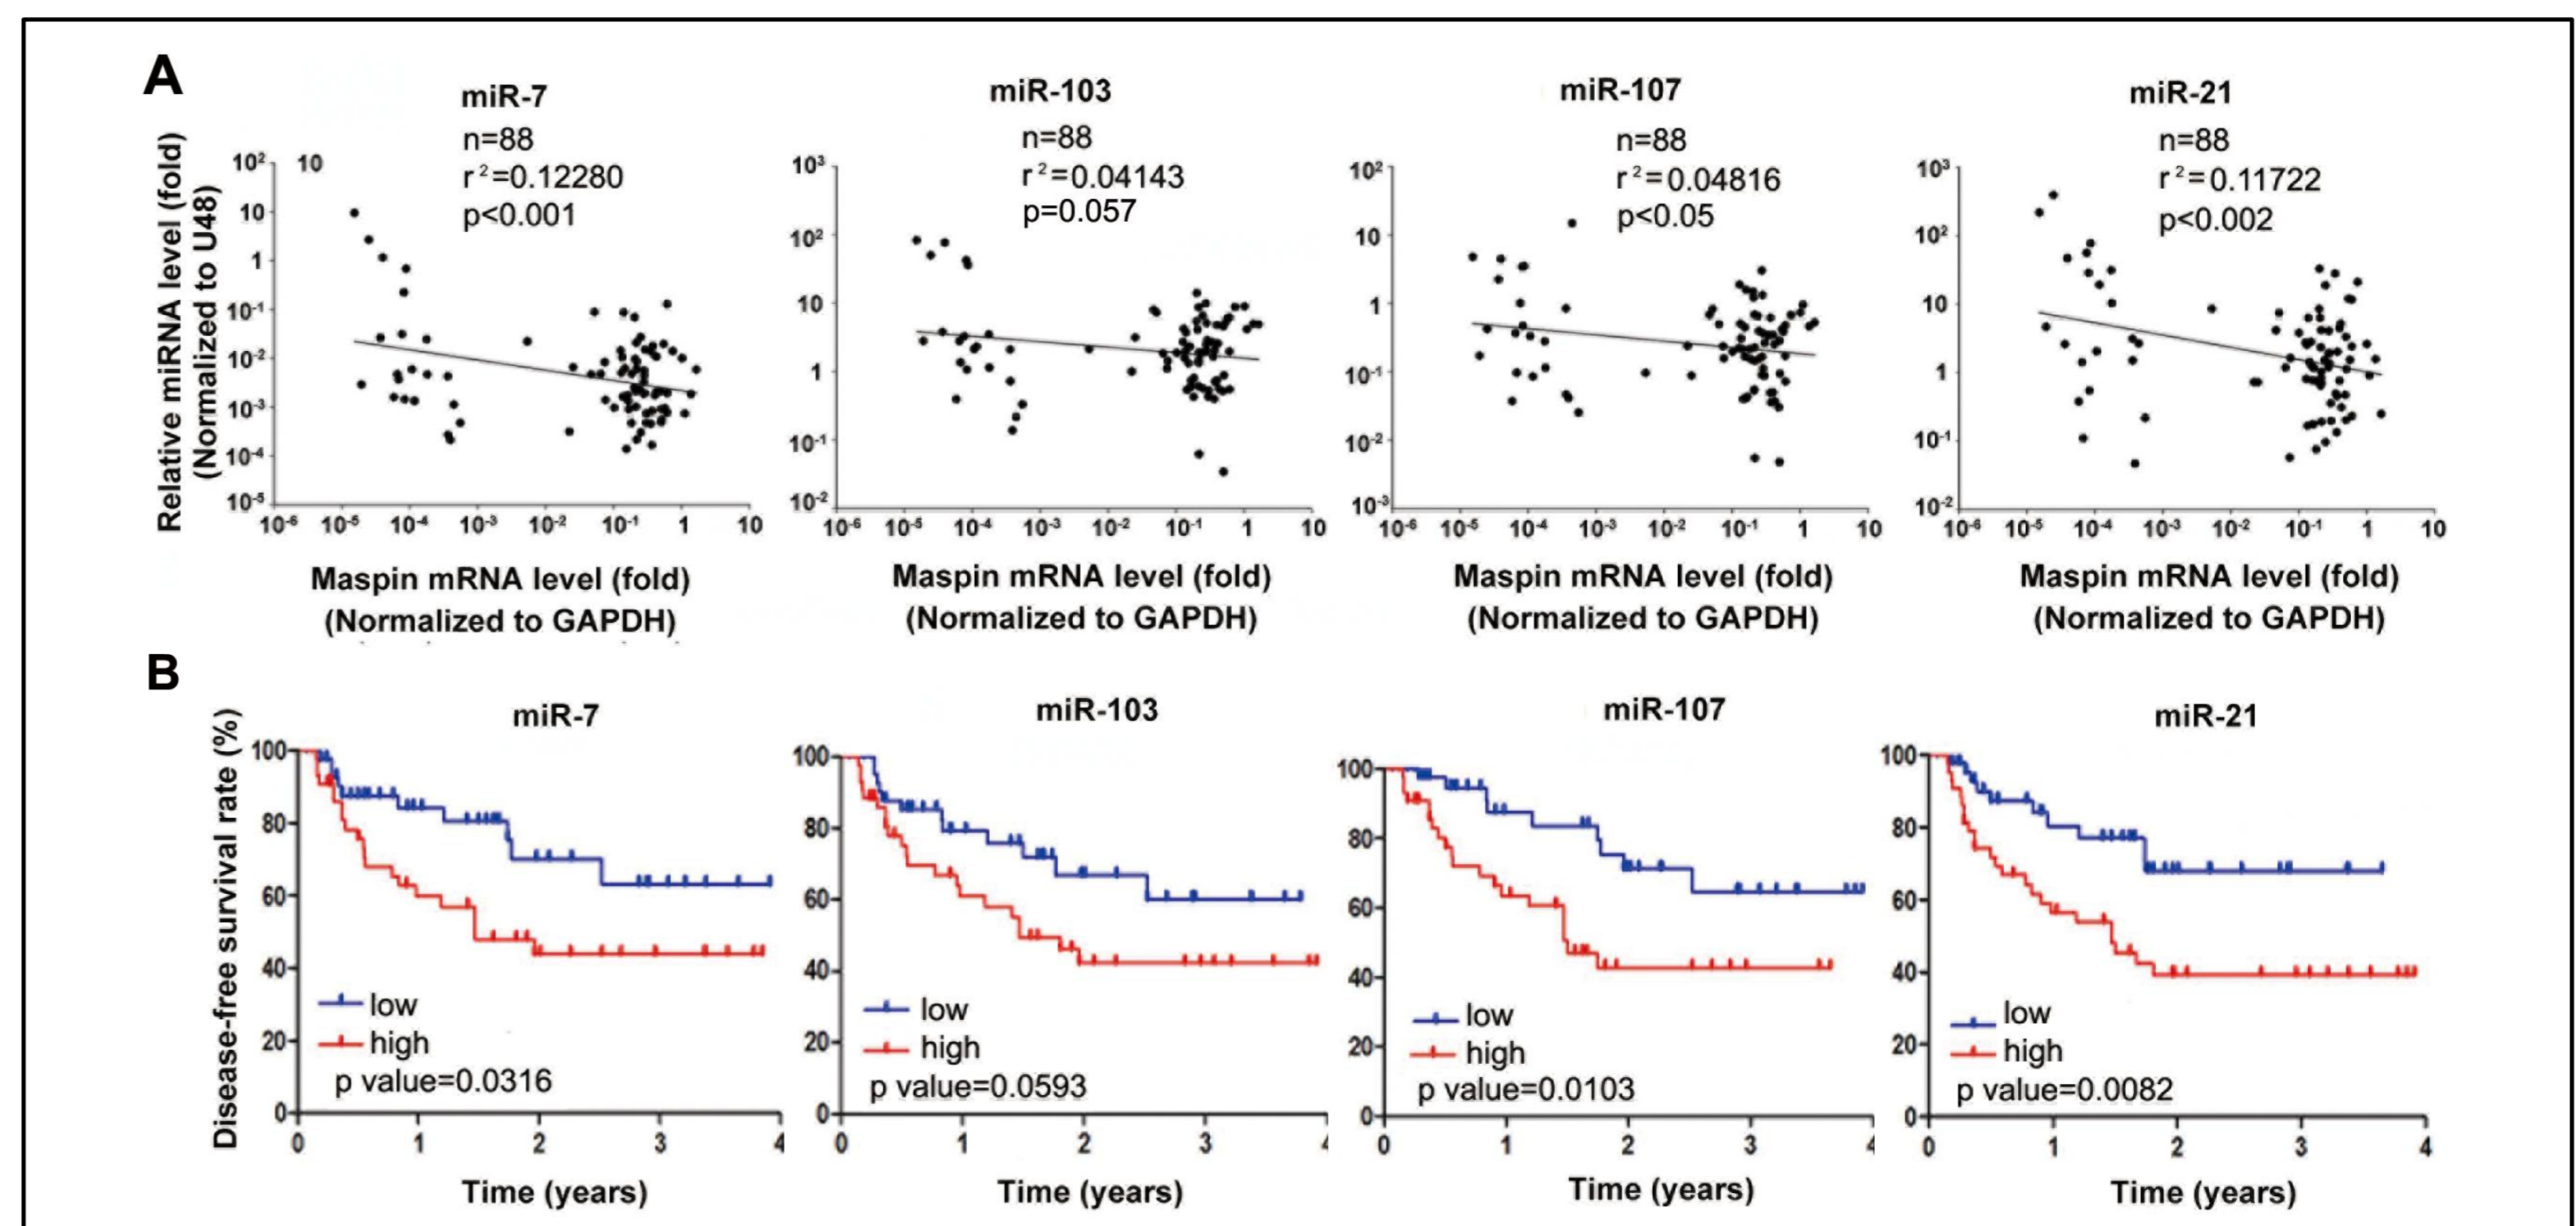 A
miR-7
n=88
r²=0.12280
p<0.001
Relative miRNA level (fold)
(Normalized to U48)
10² 10
10
1
10⁻¹
10⁻²
10⁻³
10⁻⁴
10⁻⁵
10⁻⁶ 10⁻⁵ 10⁻⁴ 10⁻³ 10⁻² 10⁻¹ 1 10
Maspin mRNA level (fold)
(Normalized to GAPDH)
miR-103
n=88
r²=0.04143
p=0.057
10³
10²
10
1
10⁻¹
10⁻²
10⁻⁶ 10⁻⁵ 10⁻⁴ 10⁻³ 10⁻² 10⁻¹ 1 10
Maspin mRNA level (fold)
(Normalized to GAPDH)
miR-107
n=88
r²=0.04816
p<0.05
10²
10
1
10⁻¹
10⁻²
10⁻³
10⁻⁶ 10⁻⁵ 10⁻⁴ 10⁻³ 10⁻² 10⁻¹ 1 10
Maspin mRNA level (fold)
(Normalized to GAPDH)
miR-21
n=88
r²=0.11722
p<0.002
10³
10²
10
1
10⁻¹
10⁻²
10⁻⁶ 10⁻⁵ 10⁻⁴ 10⁻³ 10⁻² 10⁻¹ 1 10
Maspin mRNA level (fold)
(Normalized to GAPDH)
B
miR-7
Disease-free survival rate (%)
100
80
60
40
20
0
low
high
p value=0.0316
0 1 2 3 4
Time (years)
miR-103
100
80
60
40
20
0
low
high
p value=0.0593
0 1 2 3 4
Time (years)
miR-107
100
80
60
40
20
0
low
high
p value=0.0103
0 1 2 3 4
Time (years)
miR-21
100
80
60
40
20
0
low
high
p value=0.0082
0 1 2 3 4
Time (years)